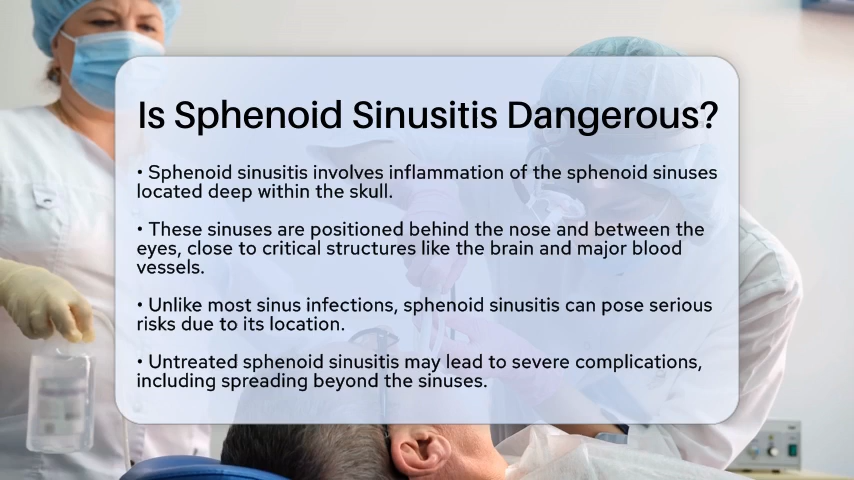 Is Sphenoid Sinusitis Dangerous?
• Sphenoid sinusitis involves inflammation of the sphenoid sinuses
located deep within the skull.
• These sinuses are positioned behind the nose and between the
eyes, close to critical structures like the brain and major blood
vessels.
• Unlike most sinus infections, sphenoid sinusitis can pose serious
risks due to its location.
• Untreated sphenoid sinusitis may lead to severe complications,
including spreading beyond the sinuses.